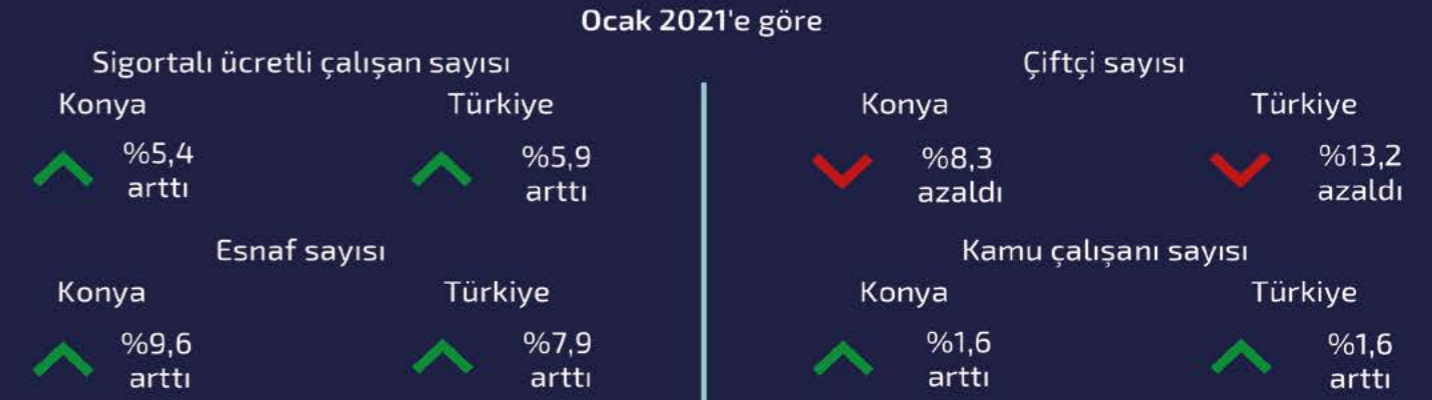 Ocak 2021'e göre
Sigortalı ücretli çalışan sayısı
Konya
Türkiye
%5,4
arttı
%5,9
arttı
Esnaf sayısı
Konya
Türkiye
%9,6
arttı
%7,9
arttı
Çiftçi sayısı
Konya
Türkiye
%8,3
azaldı
%13,2
azaldı
Kamu çalışanı sayısı
Konya
Türkiye
%1,6
arttı
%1,6
arttı